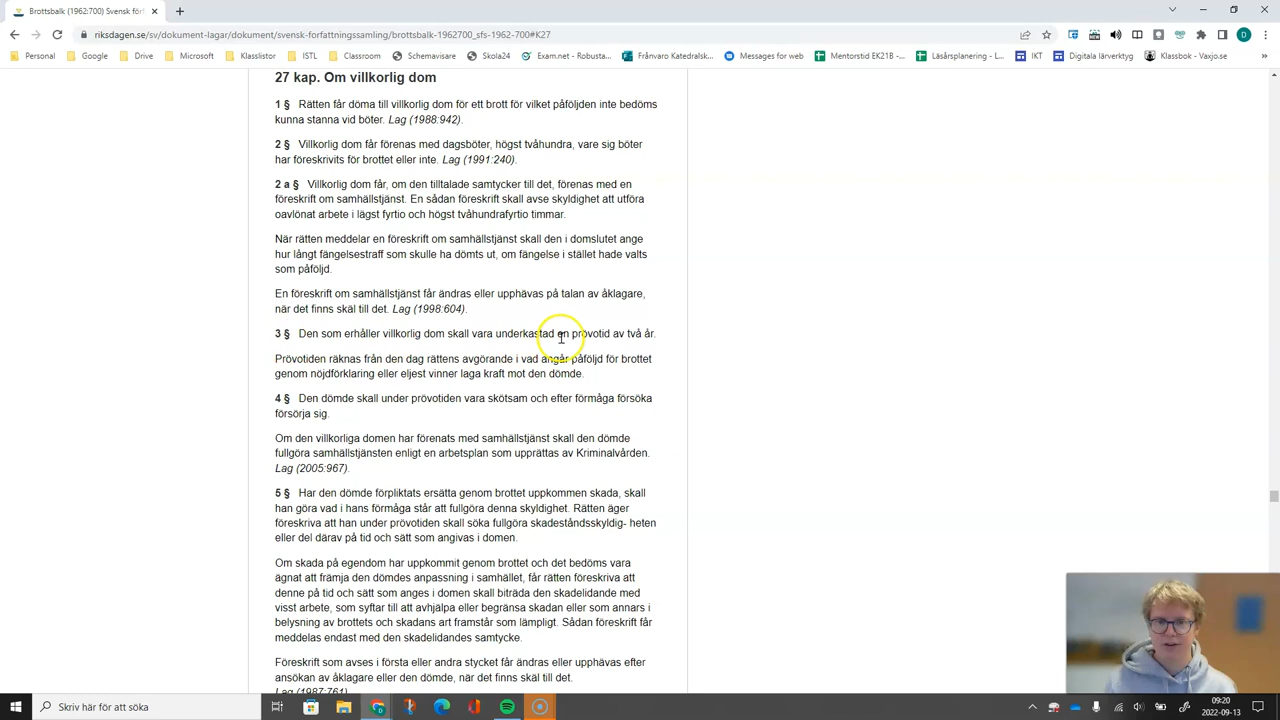 Brottsbalk (1962:700) Svensk förf
riksdagen.se/sv/dokument-lagar/dokument/svensk-forfattningssamling/brottsbalk-1962700_sfs-1962-700#K27
D
Personal Google Drive Microsoft Klasslistor ISTL Classroom Schemavisare Skola24 Exam.net - Robusta... Frånvaro Katedralsk... Messages for web Mentorstid EK21B -... Läsårsplanering -... IKT Digitala lärverktyg Klassbok - Vaxjo.se »
27 kap. Om villkorlig dom
1 § Rätten får döma till villkorlig dom för ett brott för vilket påföljden inte bedöms
kunna stanna vid böter. Lag (1988:942).
2 § Villkorlig dom får förenas med dagsböter, högst tvåhundra, vare sig böter
har föreskrivits för brottet eller inte. Lag (1991:240).
2 a § Villkorlig dom får, om den tilltalade samtycker till det, förenas med en
föreskrift om samhällstjänst. En sådan föreskrift skall avse skyldighet att utföra
oavlönat arbete i lägst fyrtio och högst tvåhundrafyrtio timmar.
När rätten meddelar en föreskrift om samhällstjänst skall den i domslutet ange
hur långt fängelsestraff som skulle ha dömts ut, om fängelse i stället hade valts
som påföljd.
En föreskrift om samhällstjänst får ändras eller upphävas på talan av åklagare,
när det finns skäl till det. Lag (1998:604).
3 § Den som erhåller villkorlig dom skall vara underkastad en prövotid av två år.
Prövotiden räknas från den dag rättens avgörande i vad angår påföljd för brottet
genom nöjdförklaring eller eljest vinner laga kraft mot den dömde.
4 § Den dömde skall under prövotiden vara skötsam och efter förmåga försöka
försörja sig.
Om den villkorliga domen har förenats med samhällstjänst skall den dömde
fullgöra samhällstjänsten enligt en arbetsplan som upprättas av Kriminalvården.
Lag (2005:967).
5 § Har den dömde förpliktats ersätta genom brottet uppkommen skada, skall
han göra vad i hans förmåga står att fullgöra denna skyldighet. Rätten äger
föreskriva att han under prövotiden skall söka fullgöra skadeståndsskyldig- heten
eller del därav på tid och sätt som angivas i domen.
Om skada på egendom har uppkommit genom brottet och det bedöms vara
ägnat att främja den dömdes anpassning i samhället, får rätten föreskriva att
denne på tid och sätt som anges i domen skall biträda den skadelidande med
visst arbete, som syftar till att avhjälpa eller begränsa skadan eller som annars i
belysning av brottets och skadans art framstår som lämpligt. Sådan föreskrift får
meddelas endast med den skadelidandes samtycke.
Föreskrift som avses i första eller andra stycket får ändras eller upphävas efter
ansökan av åklagare eller den dömde, när det finns skäl till det.
Lag (1987:761).
Skriv här för att söka
09:20
2022-09-13